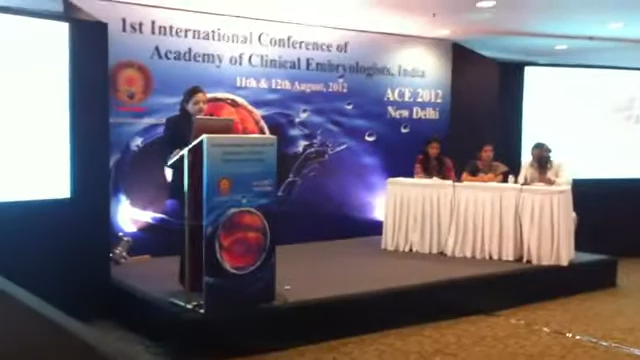 1st International Conference of
Academy of Clinical Embryologists, India
11th & 12th August, 2012
ACE 2012
New Delhi